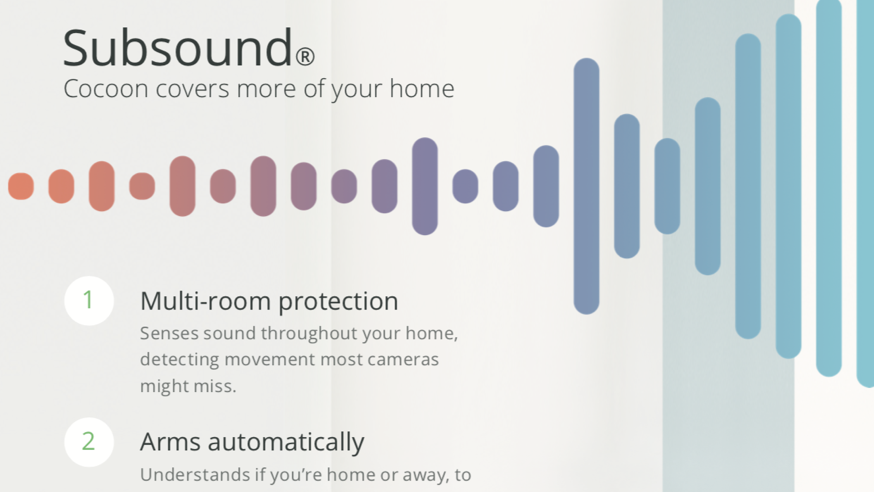 Subsound®
Cocoon covers more of your home
1
Multi-room protection
Senses sound throughout your home,
detecting movement most cameras
might miss.
2
Arms automatically
Understands if you’re home or away, to